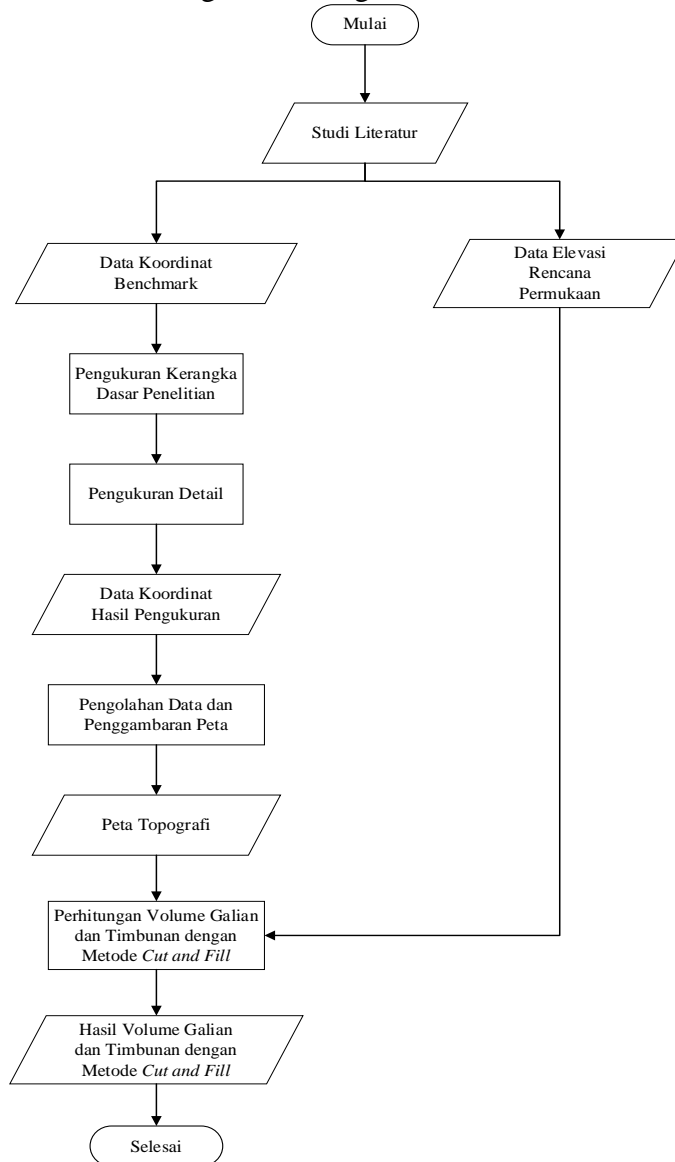 Mulai
Studi Literatur
Data Koordinat
Benchmark
Data Elevasi
Rencana
Permukaan
Pengukuran Kerangka
Dasar Penelitian
Pengukuran Detail
Data Koordinat
Hasil Pengukuran
Pengolahan Data dan
Penggambaran Peta
Peta Topografi
Perhitungan Volume Galian
dan Timbunan dengan
Metode Cut and Fill
Hasil Volume Galian
dan Timbunan dengan
Metode Cut and Fill
Selesai